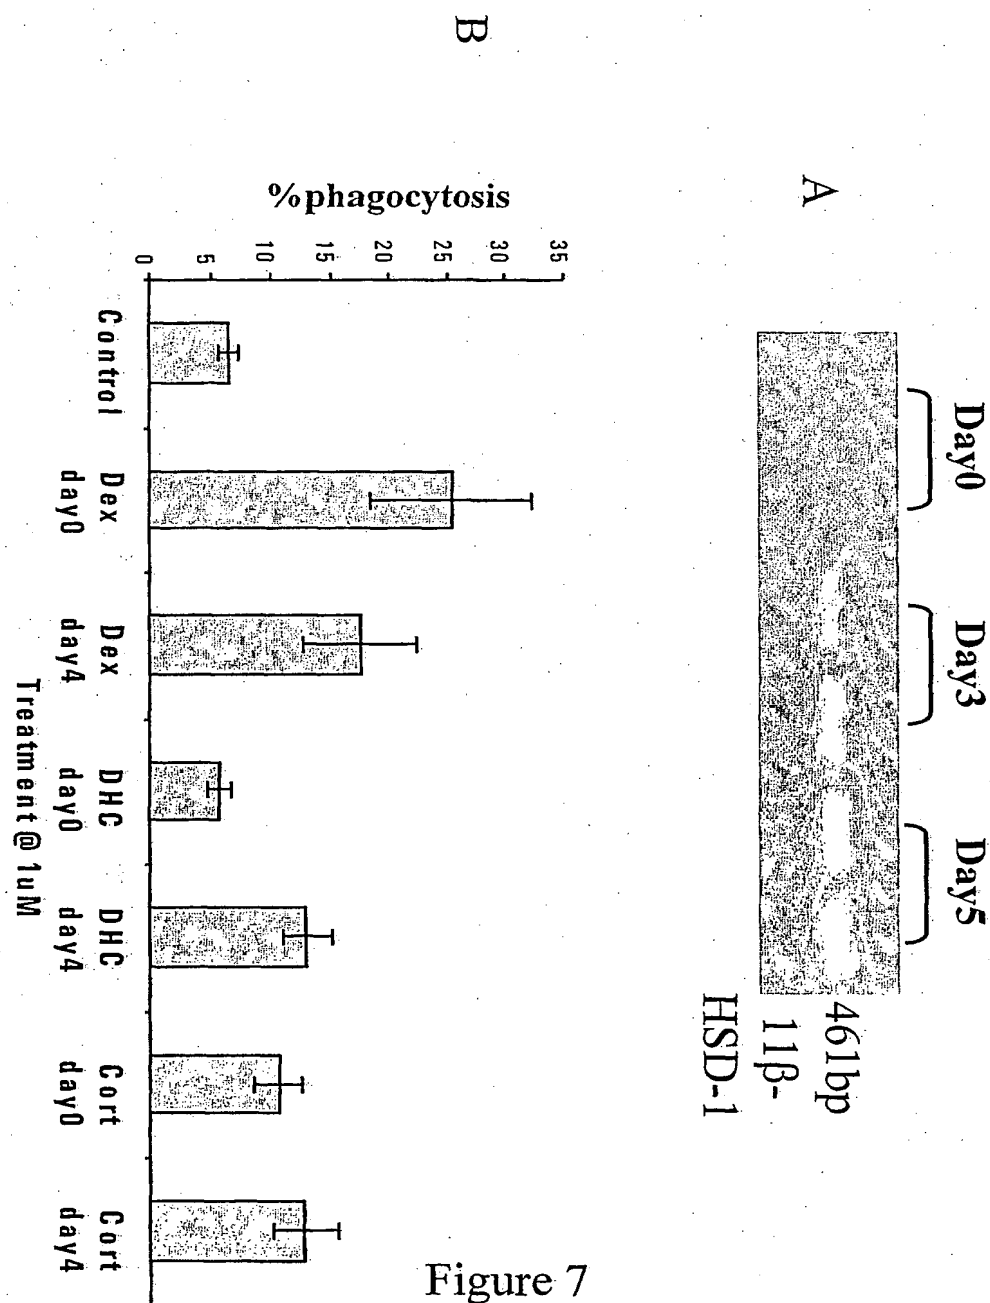 A
Day0 Day3 Day5
461bp
11β-
HSD-1
B
%phagocytosis
35
30
25
20
15
10
5
0
Control Dex Dex DHC DHC Cort Cort
day0 day4 day0 day4 day0 day4
Treatment@1uM
Figure 7